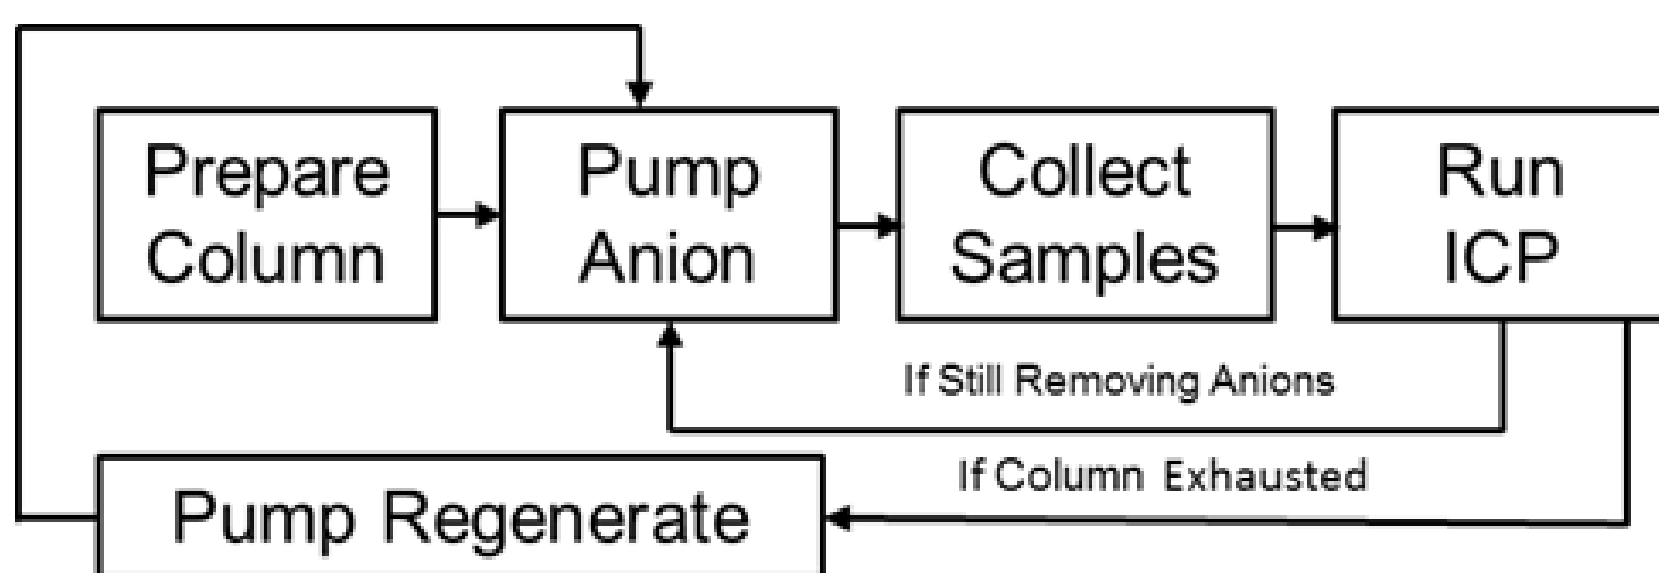 Prepare
Column
Pump
Anion
Collect
Samples
Run
ICP
If Still Removing Anions
If Column Exhausted
Pump Regenerate